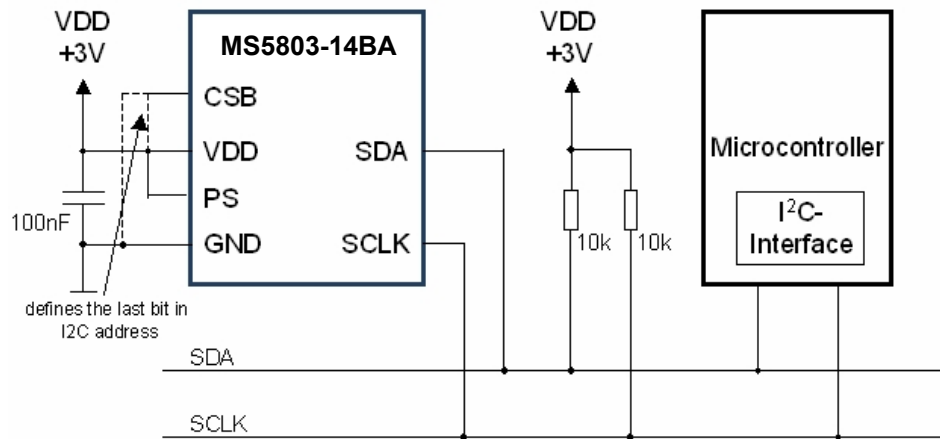 VDD
+3V
MS5803-14BA
CSB
VDD
PS
GND
SDA
SCLK
100nF
defines the last bit in
I2C address
VDD
+3V
10k
10k
Microcontroller
I²C-
Interface
SDA
SCLK